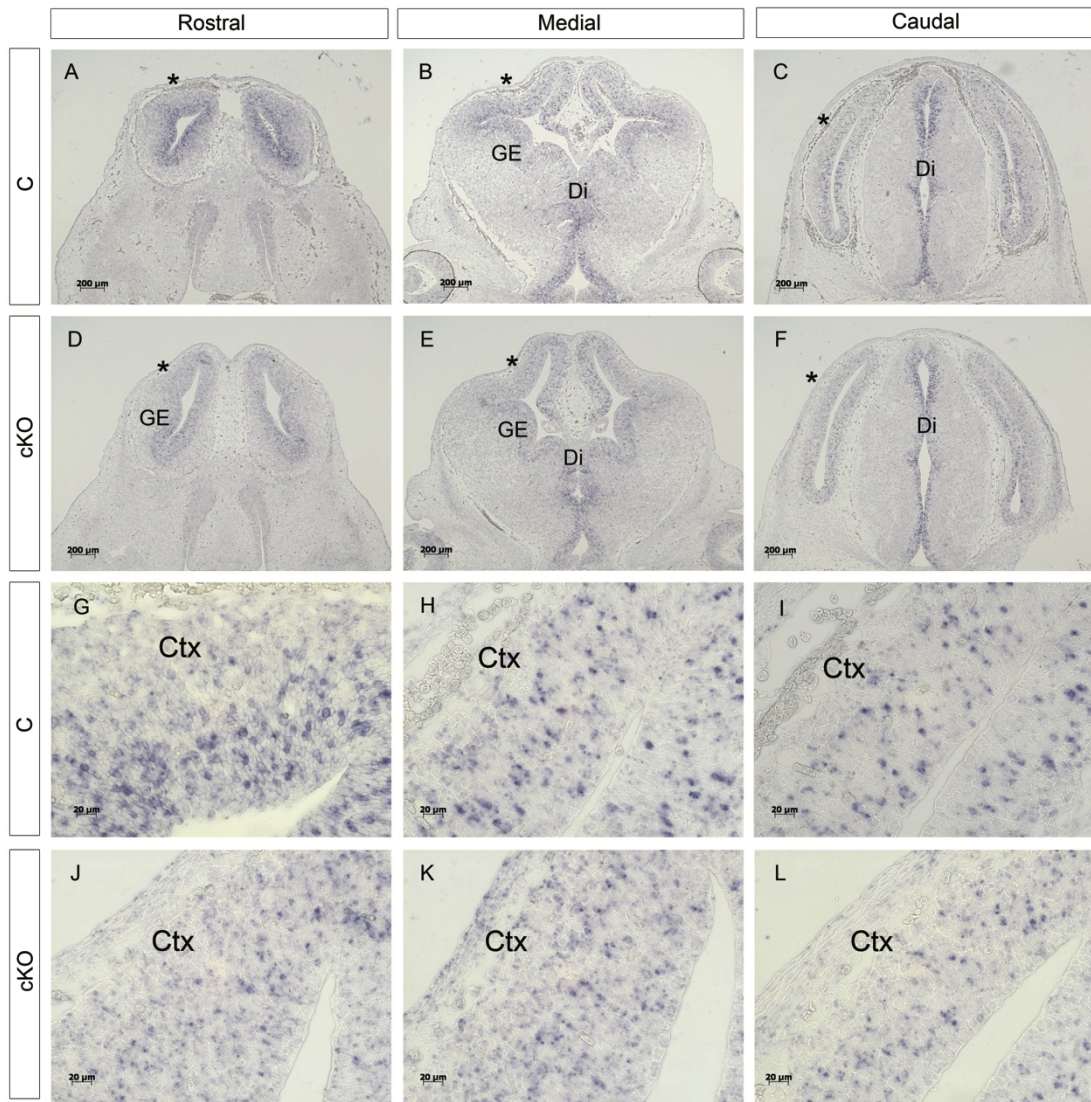 Rostral
Medial
Caudal
C
A
*
200 µm
B
*
GE
Di
200 µm
C
*
Di
200 µm
cKO
D
*
GE
200 µm
E
*
GE
Di
200 µm
F
*
Di
200 µm
C
G
Ctx
20 µm
H
Ctx
20 µm
I
Ctx
20 µm
cKO
J
Ctx
20 µm
K
Ctx
20 µm
L
Ctx
20 µm